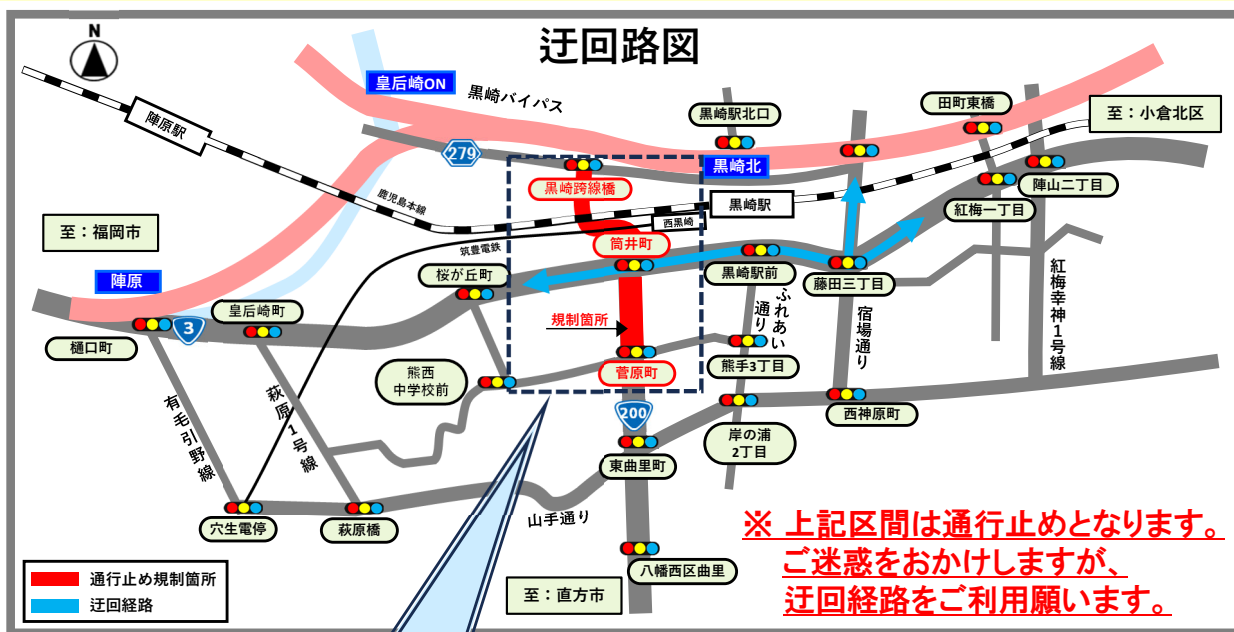 迂回路図
N
皇后崎ON
黒崎バイパス
陣原駅
279
黒崎駅北口
田町東橋
至：小倉北区
黒崎北
黒崎跨線橋
鹿児島本線
黒崎駅
西黒崎
陣山二丁目
紅梅一丁目
至：福岡市
筑豊電鉄
筒井町
陣原
桜が丘町
黒崎駅前
藤田三丁目
皇后崎町
3
樋口町
規制箇所
ふれあい
通り
宿場通り
紅梅幸神1号線
熊西
中学校前
菅原町
熊手3丁目
有毛引野線
萩原1号線
200
西神原町
岸の浦
2丁目
東曲里町
穴生電停
萩原橋
山手通り
八幡西区曲里
至：直方市
通行止め規制箇所
迂回経路
※ 上記区間は通行止めとなります。
ご迷惑をおかけしますが、
迂回経路をご利用願います。